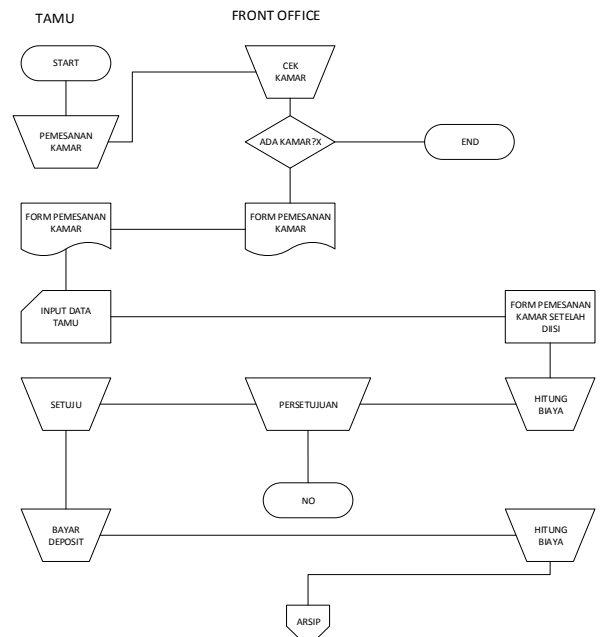 TAMU
FRONT OFFICE
START
CEK
KAMAR
PEMESANAN
KAMAR
ADA KAMAR?X
END
FORM PEMESANAN
KAMAR
FORM PEMESANAN
KAMAR
INPUT DATA
TAMU
FORM PEMESANAN
KAMAR SETELAH
DIISI
SETUJU
PERSETUJUAN
HITUNG
BIAYA
NO
BAYAR
DEPOSIT
HITUNG
BIAYA
ARSIP